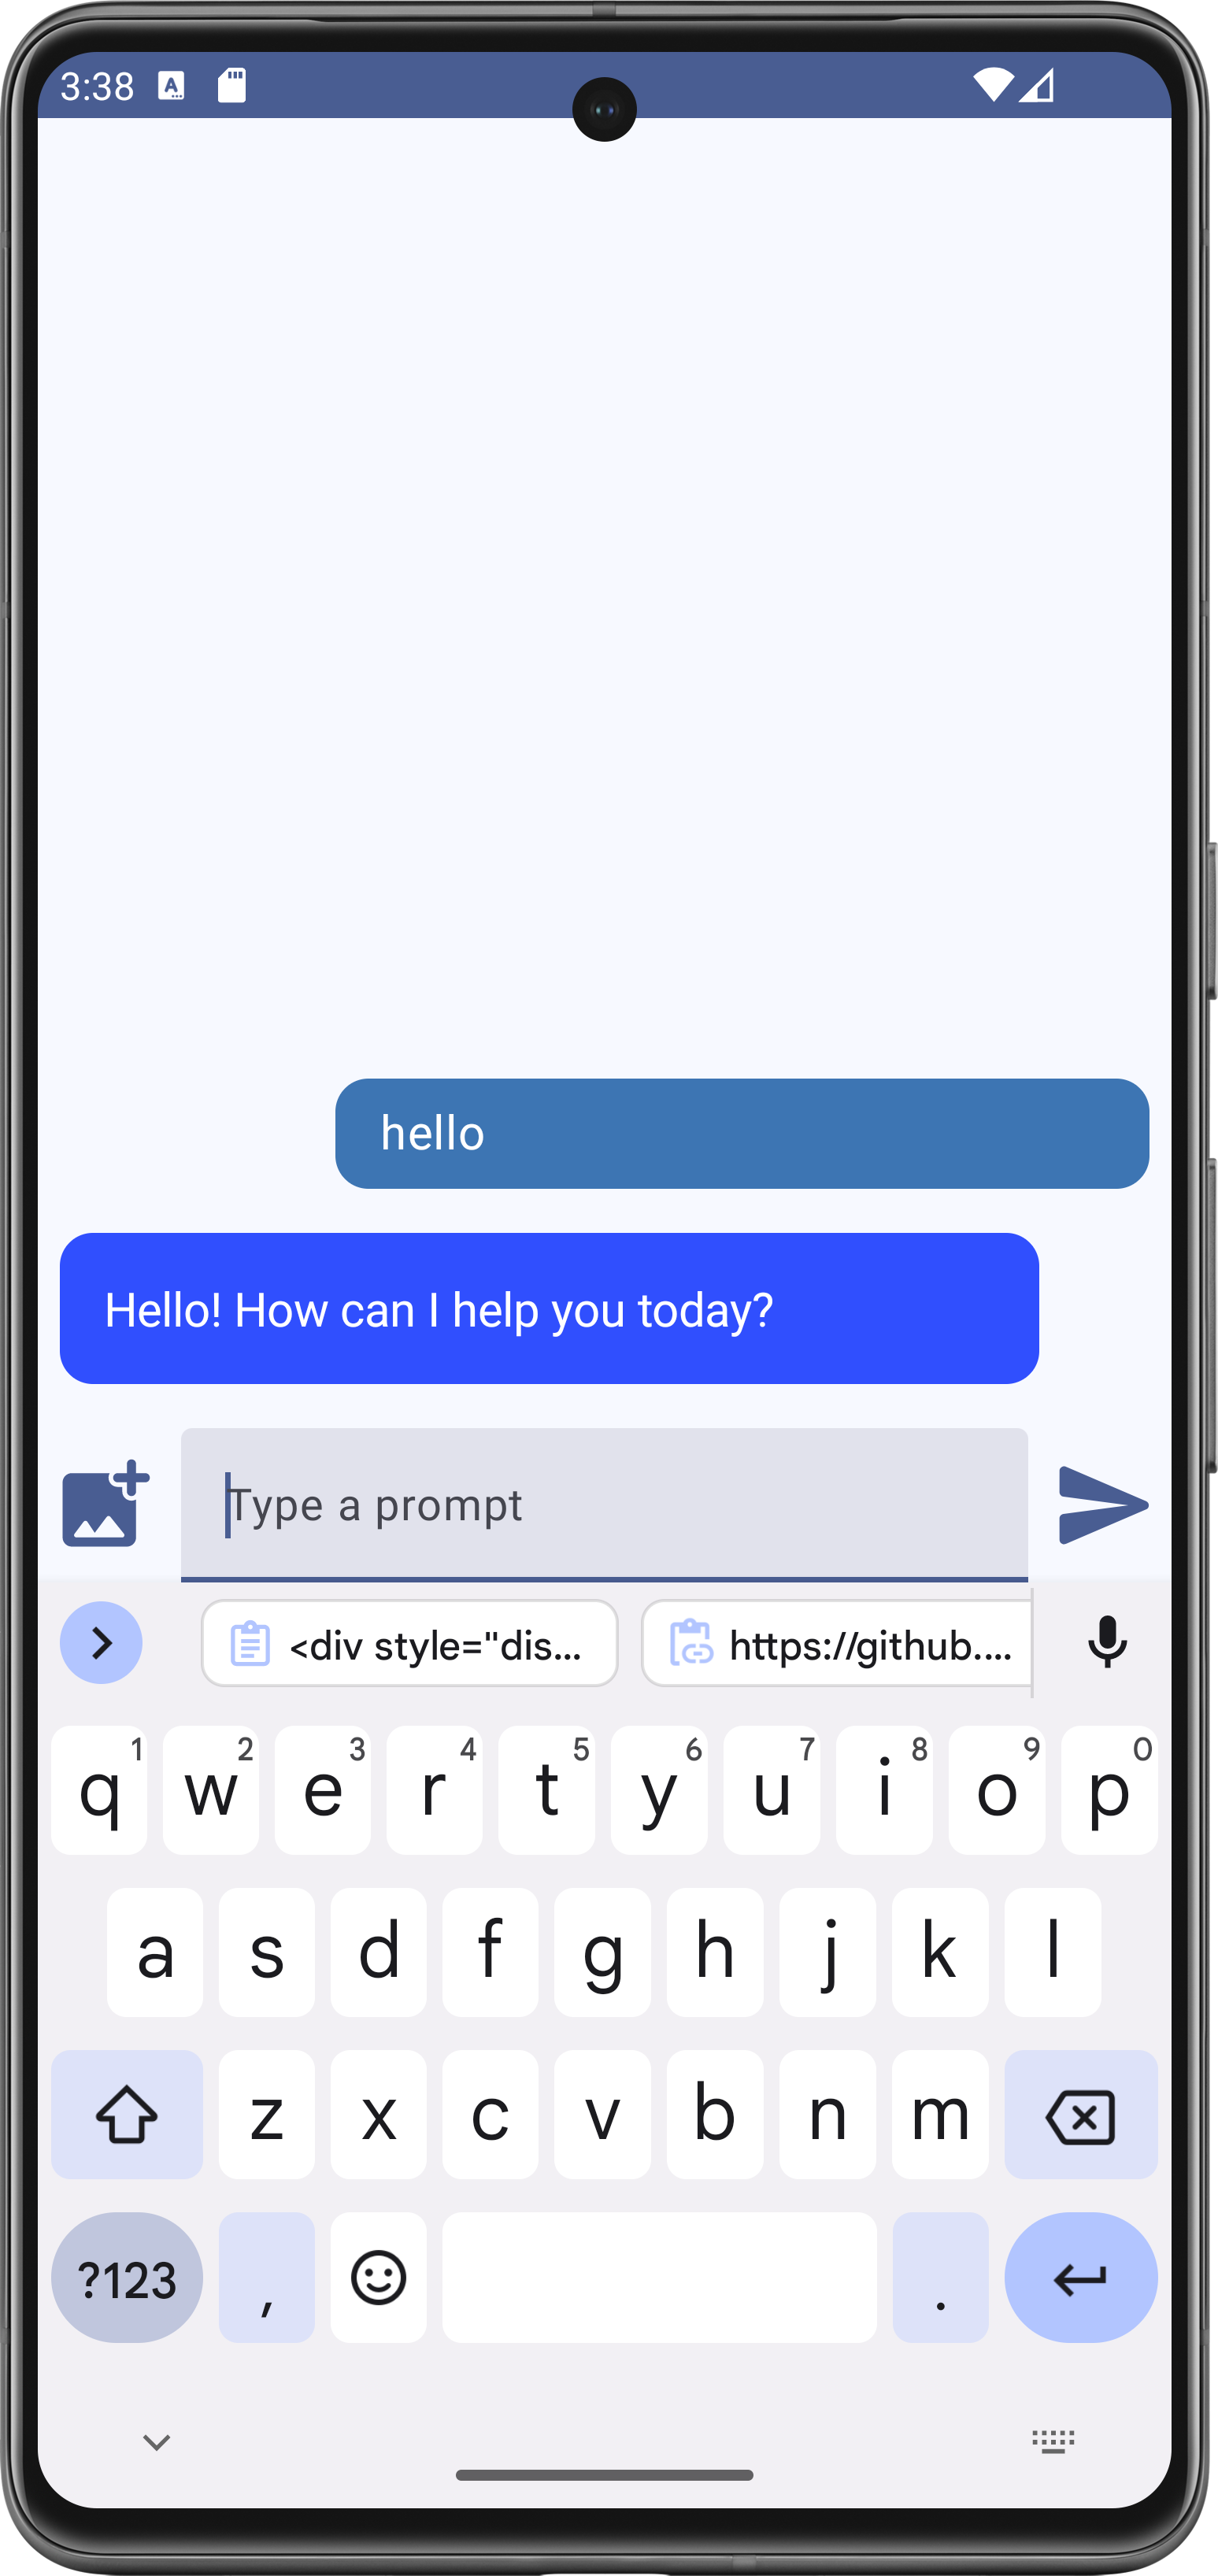 3:38
hello
Hello! How can I help you today?
Type a prompt
<div style="dis... https://github....
q 1 w 2 e 3 r 4 t 5 y 6 u 7 i 8 o 9 p 0
a s d f g h j k l
z x c v b n m
?123 , .